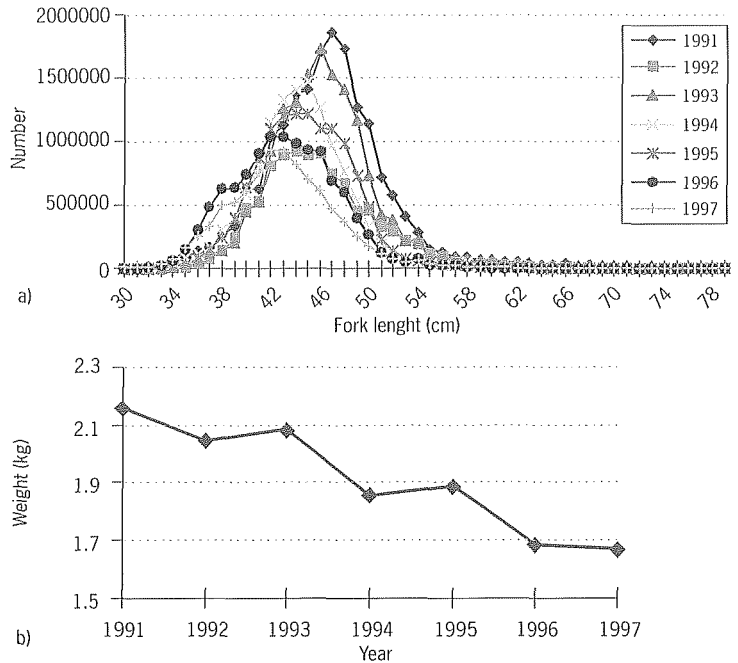 2000000
1500000
1000000
500000
0
Number
30 34 38 42 46 50 54 58 62 66 70 74 78
Fork lenght (cm)
1991
1992
1993
1994
1995
1996
1997
a)
2.3
2.1
1.9
1.7
1.5
Weight (kg)
1991 1992 1993 1994 1995 1996 1997
Year
b)